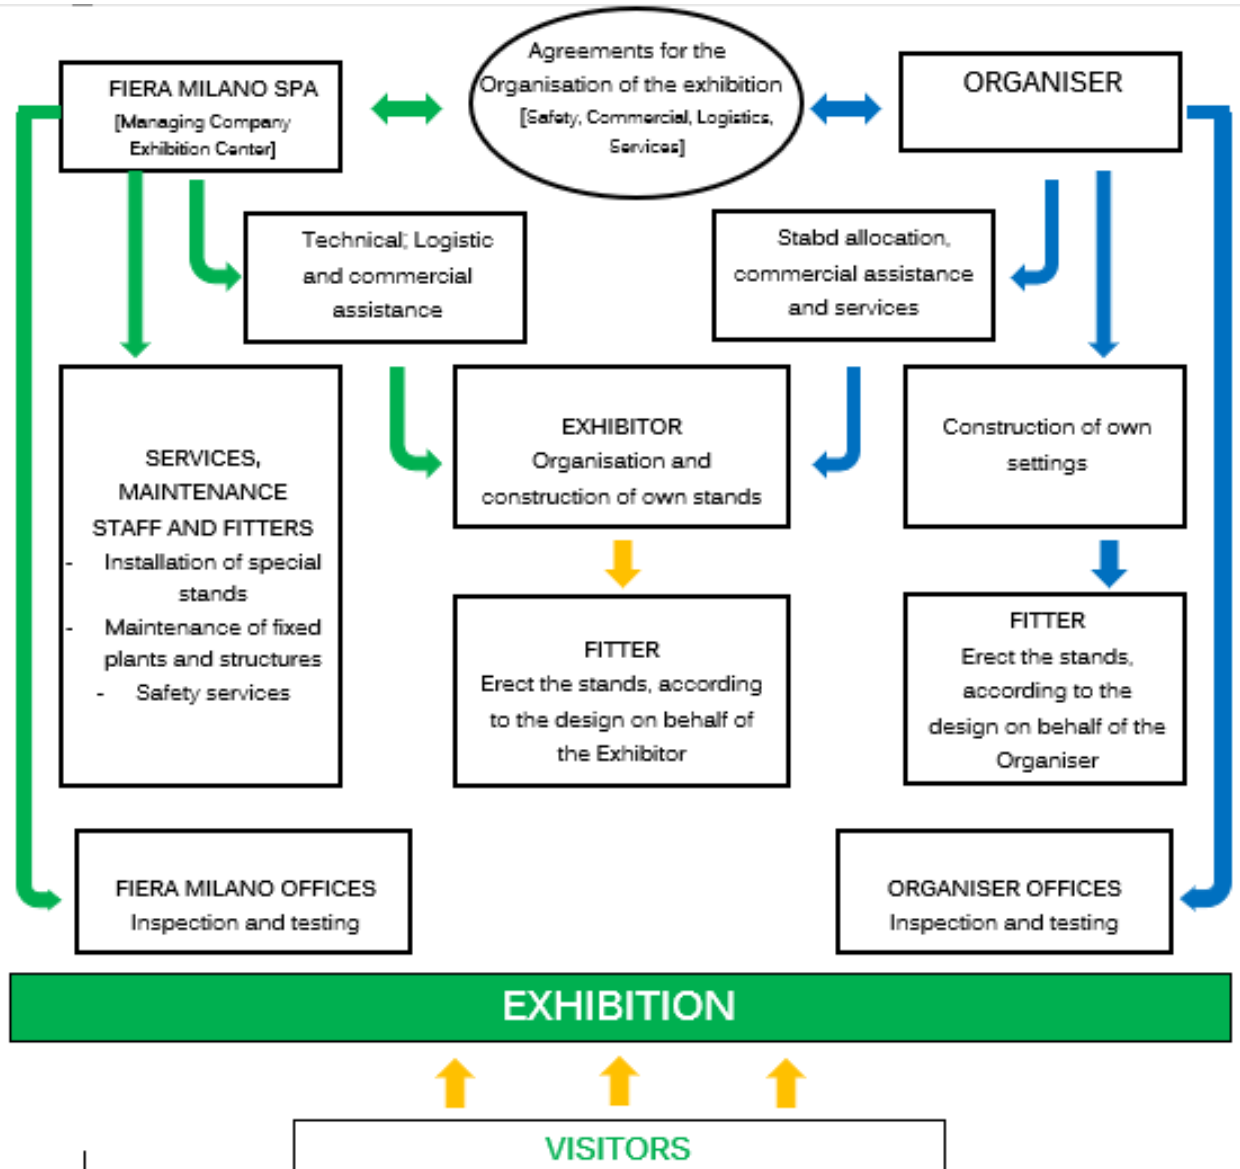 FIERA MILANO SPA
[Managing Company
Exhibition Center]
Agreements for the
Organisation of the exhibition
[Safety, Commercial, Logistics,
Services]
ORGANISER
Technical; Logistic
and commercial
assistance
Stabd allocation,
commercial assistance
and services
SERVICES,
MAINTENANCE
STAFF AND FITTERS
- Installation of special
stands
- Maintenance of fixed
plants and structures
- Safety services
EXHIBITOR
Organisation and
construction of own stands
Construction of own
settings
FITTER
Erect the stands, according
to the design on behalf of
the Exhibitor
FITTER
Erect the stands,
according to the
design on behalf of the
Organiser
FIERA MILANO OFFICES
Inspection and testing
ORGANISER OFFICES
Inspection and testing
EXHIBITION
VISITORS